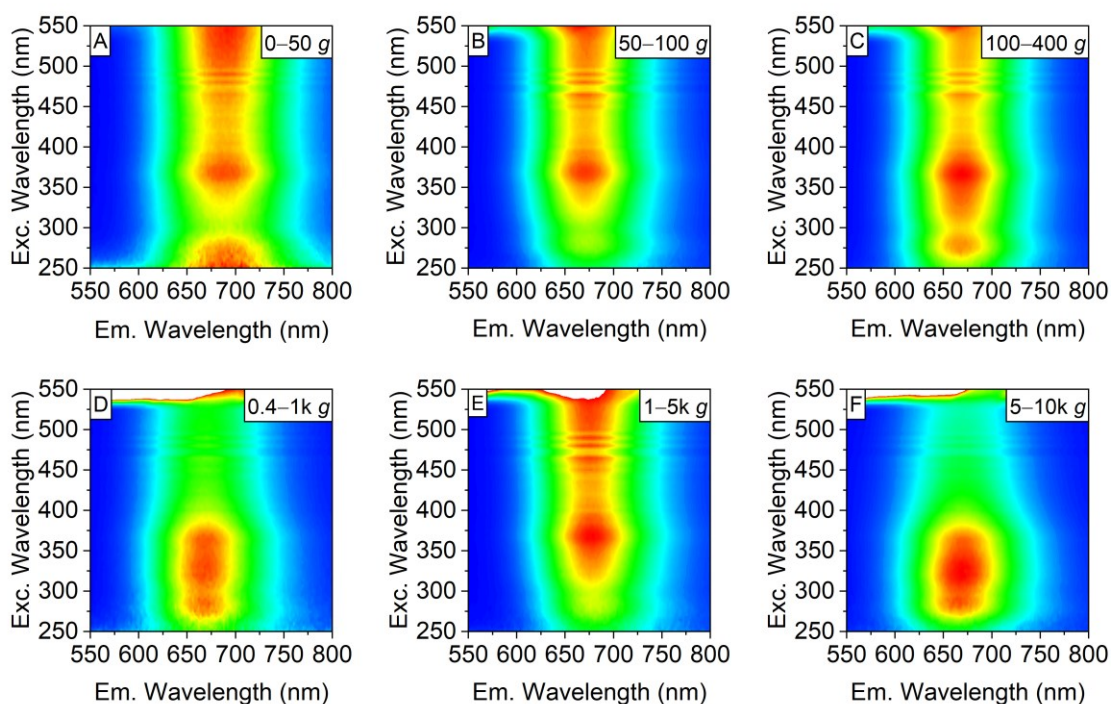 A
0–50 g
Exc. Wavelength (nm)
550
500
450
400
350
300
250
550 600 650 700 750 800
Em. Wavelength (nm)
B
50–100 g
Exc. Wavelength (nm)
550
500
450
400
350
300
250
550 600 650 700 750 800
Em. Wavelength (nm)
C
100–400 g
Exc. Wavelength (nm)
550
500
450
400
350
300
250
550 600 650 700 750 800
Em. Wavelength (nm)
D
0.4–1k g
Exc. Wavelength (nm)
550
500
450
400
350
300
250
550 600 650 700 750 800
Em. Wavelength (nm)
E
1–5k g
Exc. Wavelength (nm)
550
500
450
400
350
300
250
550 600 650 700 750 800
Em. Wavelength (nm)
F
5–10k g
Exc. Wavelength (nm)
550
500
450
400
350
300
250
550 600 650 700 750 800
Em. Wavelength (nm)